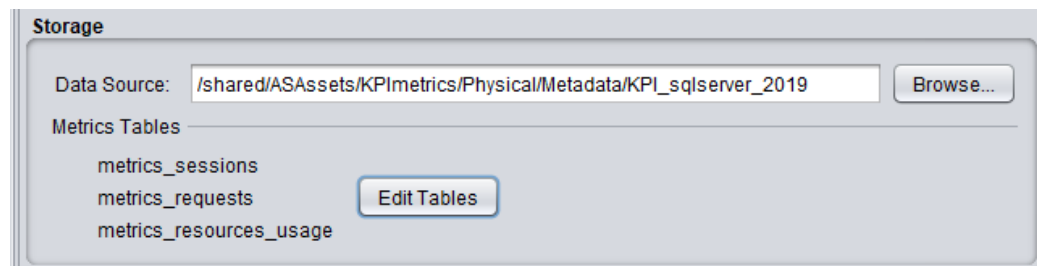 Storage
Data Source: /shared/ASAssets/KPImetrics/Physical/Metadata/KPI_sqlserver_2019 Browse...
Metrics Tables
metrics_sessions
metrics_requests Edit Tables
metrics_resources_usage